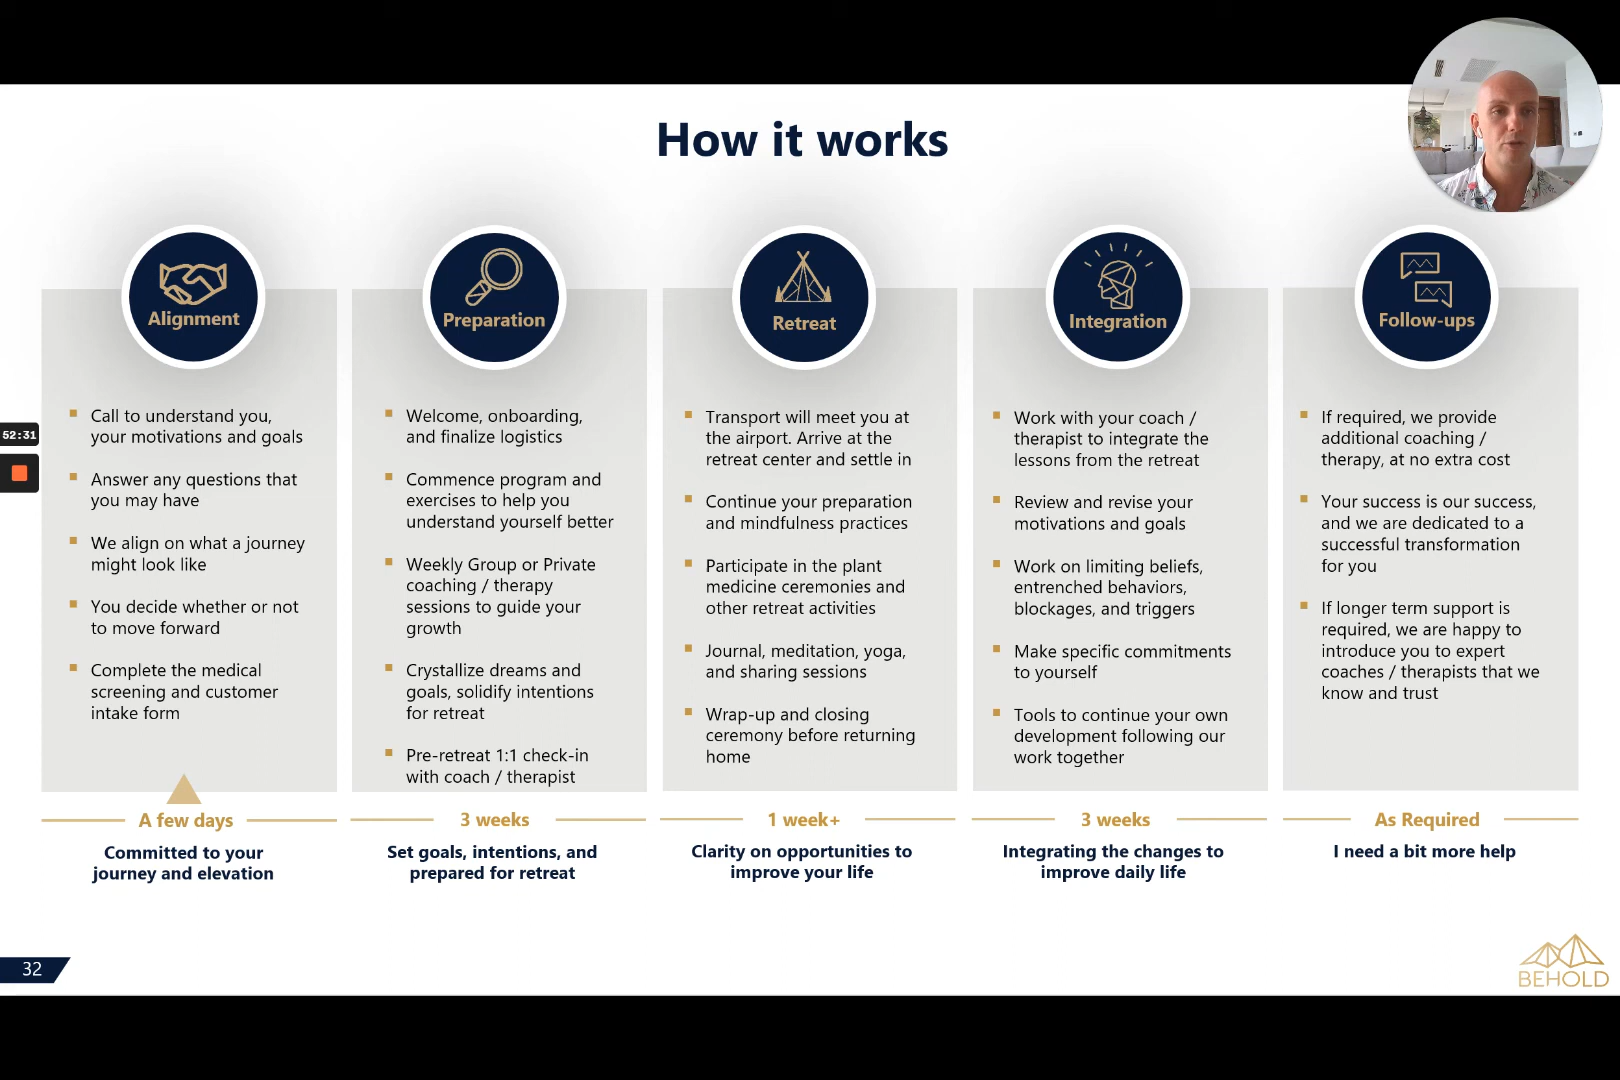 How it works
Alignment
Call to understand you,
your motivations and goals
Answer any questions that
you may have
We align on what a journey
might look like
You decide whether or not
to move forward
Complete the medical
screening and customer
intake form
A few days
Committed to your
journey and elevation
Preparation
Welcome, onboarding,
and finalize logistics
Commence program and
exercises to help you
understand yourself better
Weekly Group or Private
coaching / therapy
sessions to guide your
growth
Crystallize dreams and
goals, solidify intentions
for retreat
Pre-retreat 1:1 check-in
with coach / therapist
3 weeks
Set goals, intentions, and
prepared for retreat
Retreat
Transport will meet you at
the airport. Arrive at the
retreat center and settle in
Continue your preparation
and mindfulness practices
Participate in the plant
medicine ceremonies and
other retreat activities
Journal, meditation, yoga,
and sharing sessions
Wrap-up and closing
ceremony before returning
home
1 week+
Clarity on opportunities to
improve your life
Integration
Work with your coach /
therapist to integrate the
lessons from the retreat
Review and revise your
motivations and goals
Work on limiting beliefs,
entrenched behaviors,
blockages, and triggers
Make specific commitments
to yourself
Tools to continue your own
development following our
work together
3 weeks
Integrating the changes to
improve daily life
Follow-ups
If required, we provide
additional coaching /
therapy, at no extra cost
Your success is our success,
and we are dedicated to a
successful transformation
for you
If longer term support is
required, we are happy to
introduce you to expert
coaches / therapists that we
know and trust
As Required
I need a bit more help
52:31
32
BEHOLD